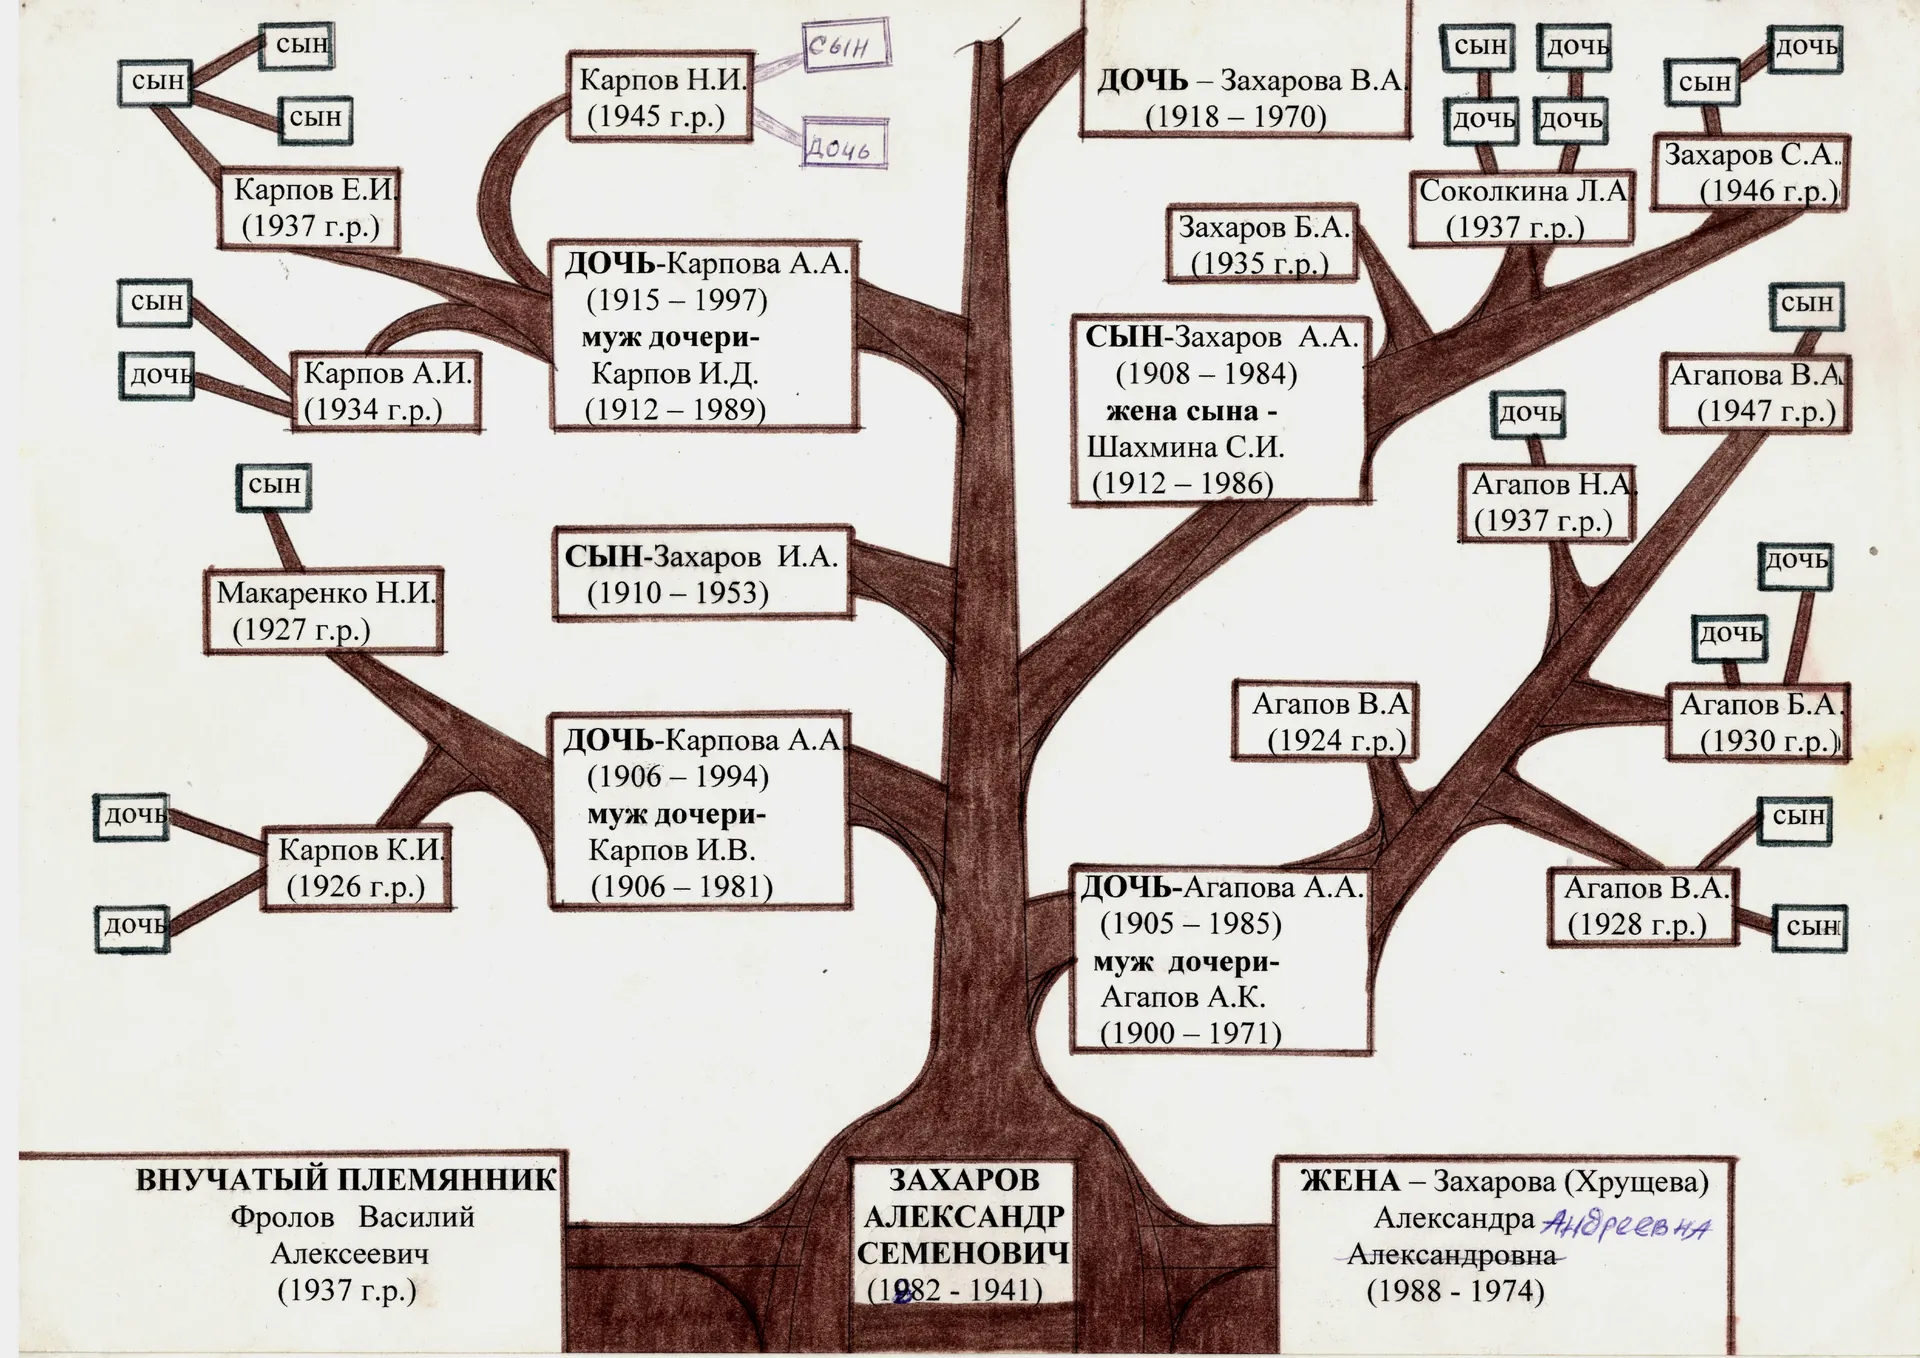 сын
сын
сын
Карпов Е.И.
(1937 г.р.)
Карпов Н.И.
(1945 г.р.)
СЫН
ДОЧЬ
ДОЧЬ – Захарова В.А.
(1918 – 1970)
сын
дочь
дочь
дочь
сын
дочь
Захаров С.А.
(1946 г.р.)
Соколкина Л.А
(1937 г.р.)
Захаров Б.А.
(1935 г.р.)
ДОЧЬ-Карпова А.А.
(1915 – 1997)
муж дочери-
Карпов И.Д.
(1912 – 1989)
сын
дочь
Карпов А.И.
(1934 г.р.)
СЫН-Захаров А.А.
(1908 – 1984)
жена сына -
Шахмина С.И.
(1912 – 1986)
сын
Агапова В.А
(1947 г.р.)
дочь
Агапов Н.А.
(1937 г.р.)
сын
Макаренко Н.И.
(1927 г.р.)
СЫН-Захаров И.А.
(1910 – 1953)
дочь
дочь
Агапов Б.А.
(1930 г.р.)
Агапов В.А
(1924 г.р.)
ДОЧЬ-Карпова А.А.
(1906 – 1994)
муж дочери-
Карпов И.В.
(1906 – 1981)
дочь
дочь
Карпов К.И.
(1926 г.р.)
сын
сын
Агапов В.А.
(1928 г.р.)
ДОЧЬ-Агапова А.А.
(1905 – 1985)
муж дочери-
Агапов А.К.
(1900 – 1971)
ВНУЧАТЫЙ ПЛЕМЯННИК
Фролов Василий
Алексеевич
(1937 г.р.)
ЗАХАРОВ
АЛЕКСАНДР
СЕМЕНОВИЧ
(1882 - 1941)
ЖЕНА – Захарова (Хрущева)
Александра Андреевна
Александровна
(1988 - 1974)